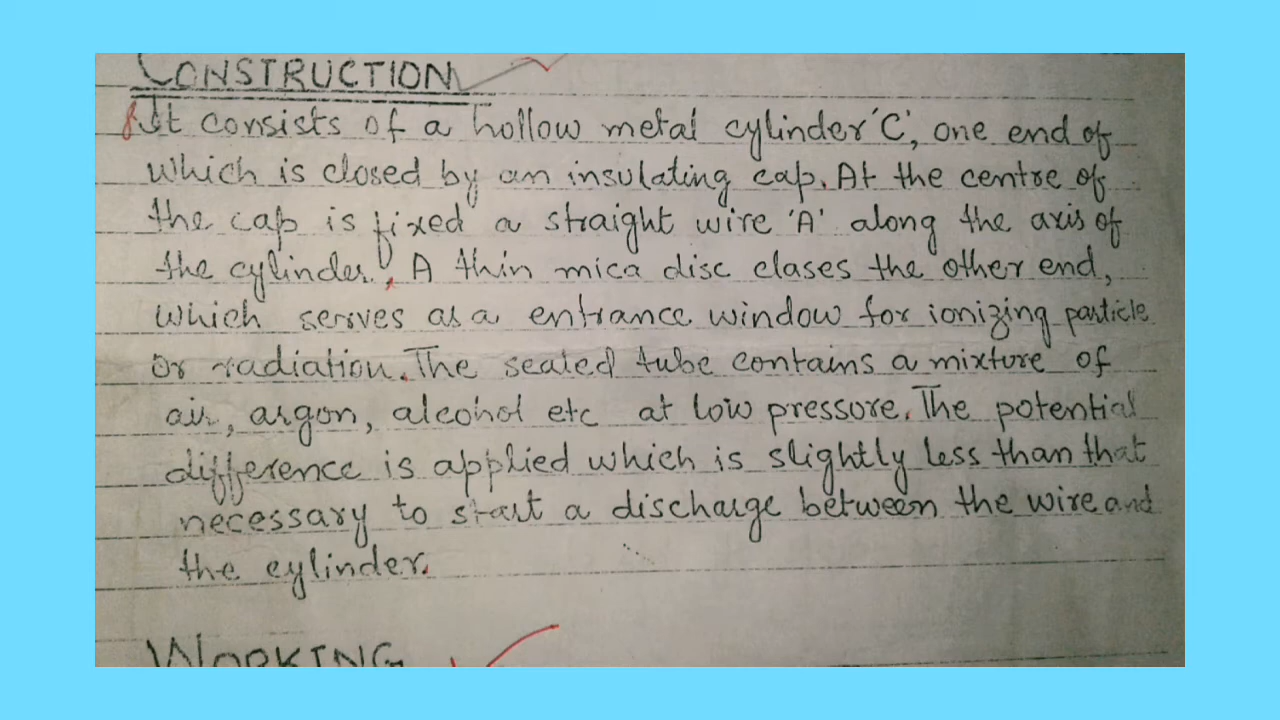 CONSTRUCTION
It consists of a hollow metal cylinder 'C', one end of
which is closed by an insulating cap. At the centre of
the cap is fixed a straight wire 'A' along the axis of
the cylinder. A thin mica disc clases the other end,
which serves as a entrance window for ionizing particle
or radiation. The sealed tube contains a mixture of
air, argon, alcohol etc at low pressure. The potential
difference is applied which is slightly less than that
necessary to start a discharge between the wire and
the cylinder.
WORKING